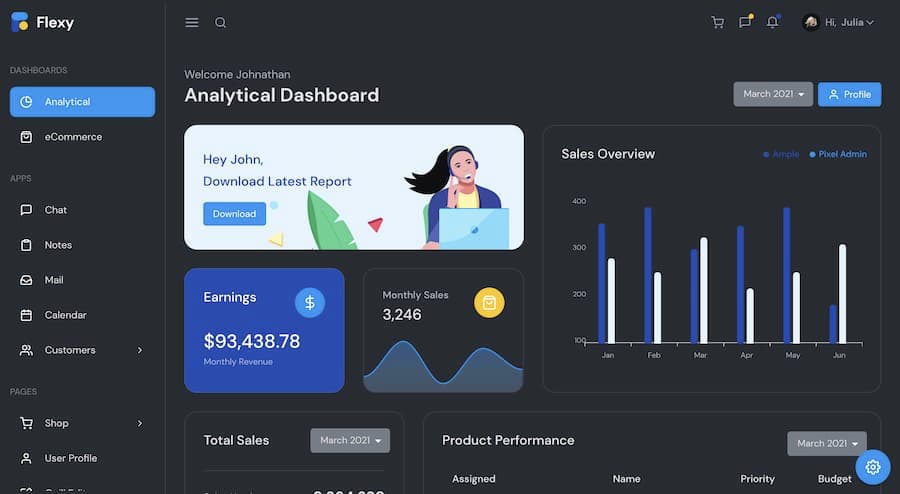 Flexy
Hi, Julia
DASHBOARDS
Analytical
eCommerce
APPS
Chat
Notes
Mail
Calendar
Customers
PAGES
Shop
User Profile
Welcome Johnathan
Analytical Dashboard
March 2021
Profile
Hey John,
Download Latest Report
Download
Sales Overview
Ample
Pixel Admin
400
300
200
100
Jan Feb Mar Apr May Jun
Earnings
$93,438.78
Monthly Revenue
Monthly Sales
3,246
Total Sales
March 2021
Product Performance
March 2021
Assigned Name Priority Budget